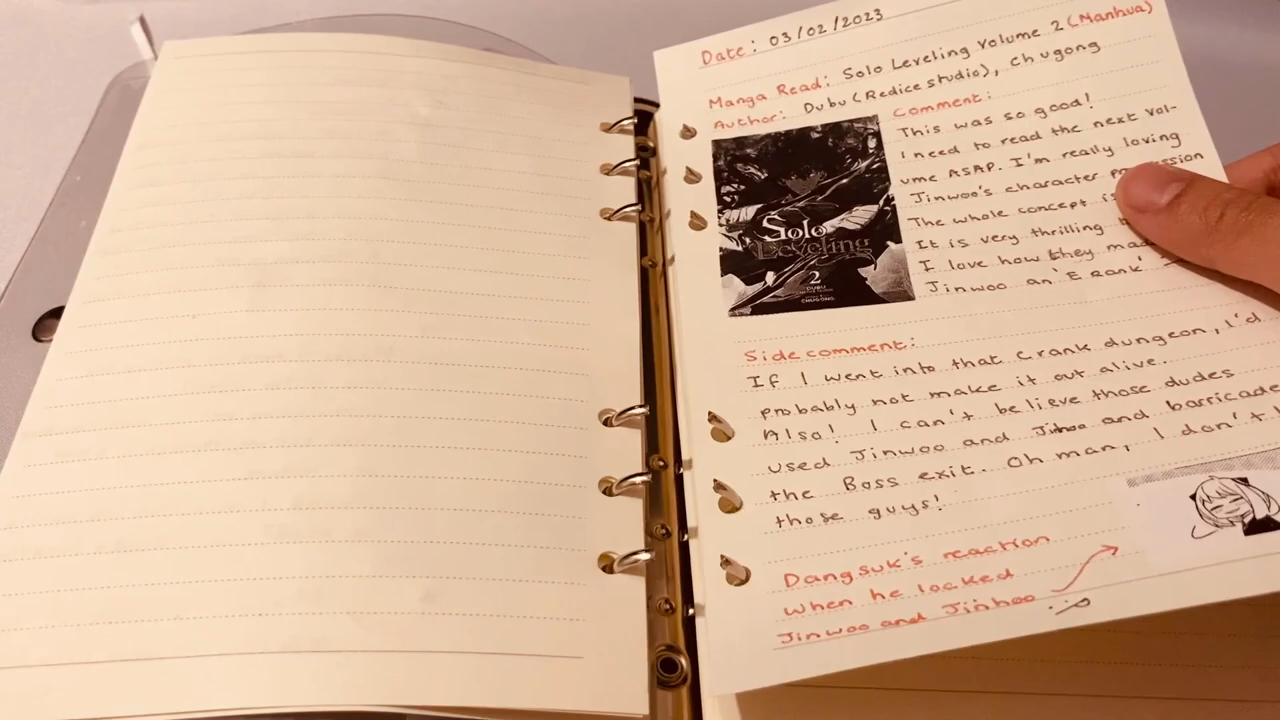 Date: 03/02/2023
Manga Read: Solo Leveling Volume 2 (Manhua)
Author: Dubu (Redice studio), Chugong
Comment:
This was so good!
I need to read the next vol-
ume ASAP. I'm really loving
Jinwoo's character
The whole concept
It is very thrilling
I love how they
Jinwoo an 'E Rank'
Solo
Leveling
2
DUBU
CHUGONG
Side comment:
If I went into that C rank dungeon, I'd
probably not make it out alive.
Also! I can't believe those dudes
used Jinwoo and Jinhoo and barricade
the Boss exit. Oh man, I don't
those guys!
Dangsuk's reaction
when he locked
Jinwoo and Jinhoo